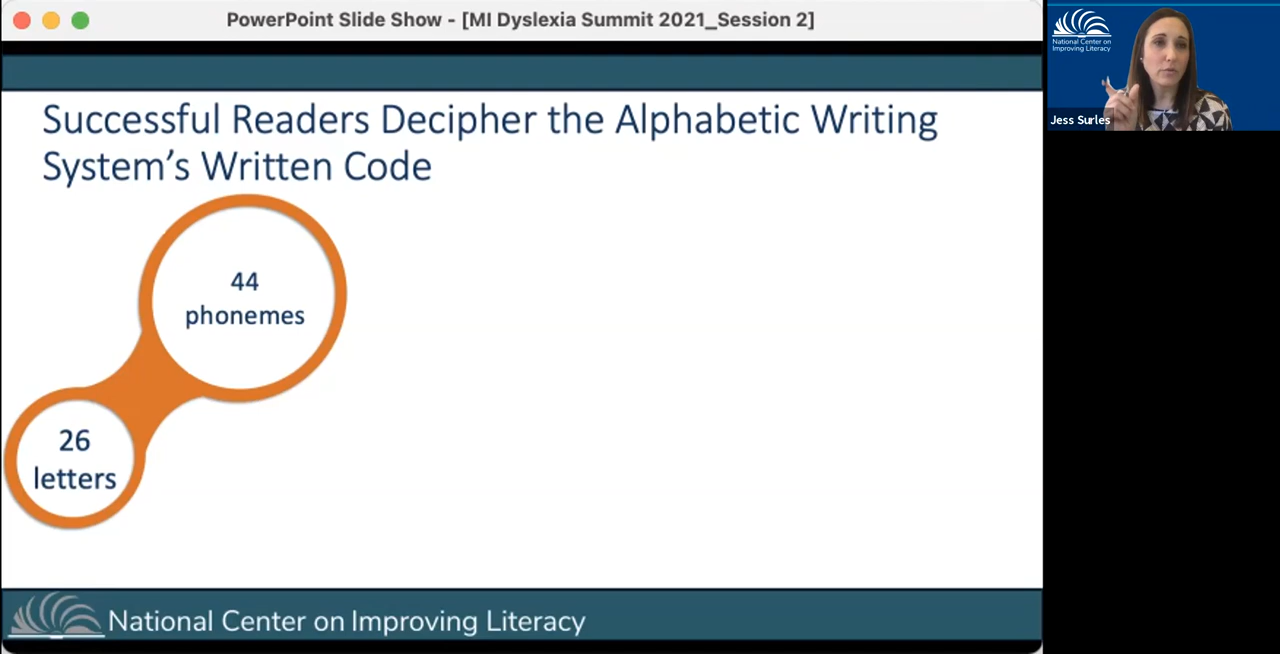 PowerPoint Slide Show - [MI Dyslexia Summit 2021_Session 2]
National Center on
Improving Literacy
Jess Surles
Successful Readers Decipher the Alphabetic Writing
System’s Written Code
44
phonemes
26
letters
National Center on Improving Literacy